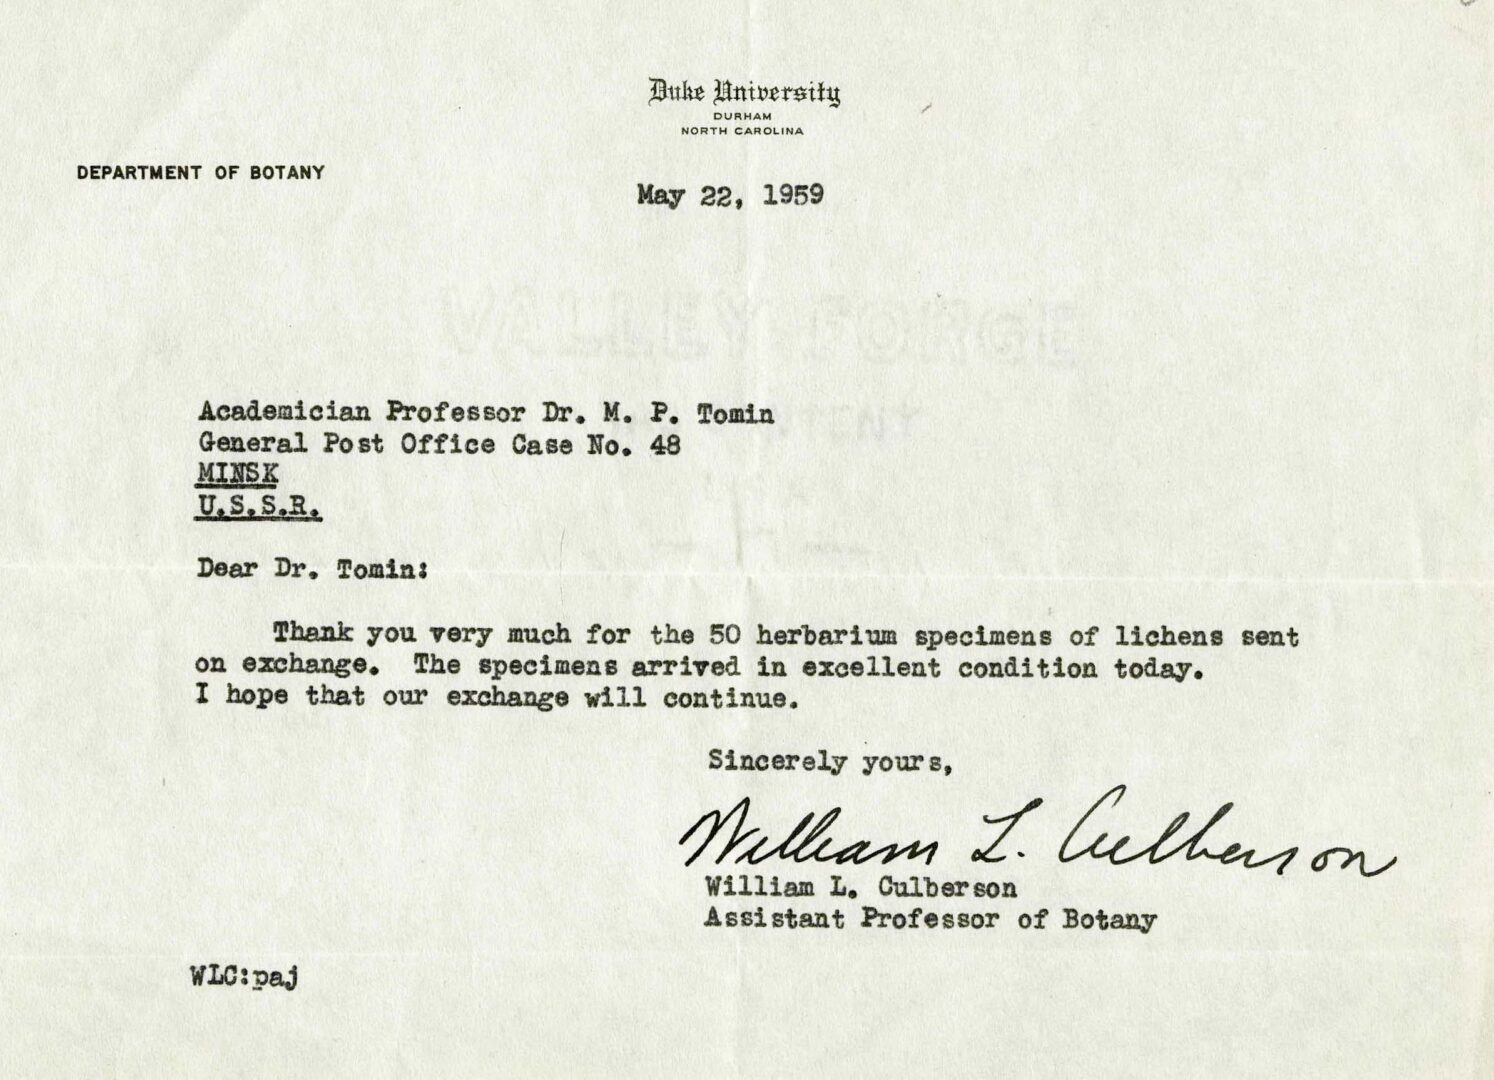 Duke University
DURHAM
NORTH CAROLINA
DEPARTMENT OF BOTANY
May 22, 1959
VALLEY FORGE
Academician Professor Dr. M. P. Tomin
General Post Office Case No. 48
MINSK
U.S.S.R.
Dear Dr. Tomin:
Thank you very much for the 50 herbarium specimens of lichens sent
on exchange. The specimens arrived in excellent condition today.
I hope that our exchange will continue.
Sincerely yours,
William L. Culberson
William L. Culberson
Assistant Professor of Botany
WLC:paj